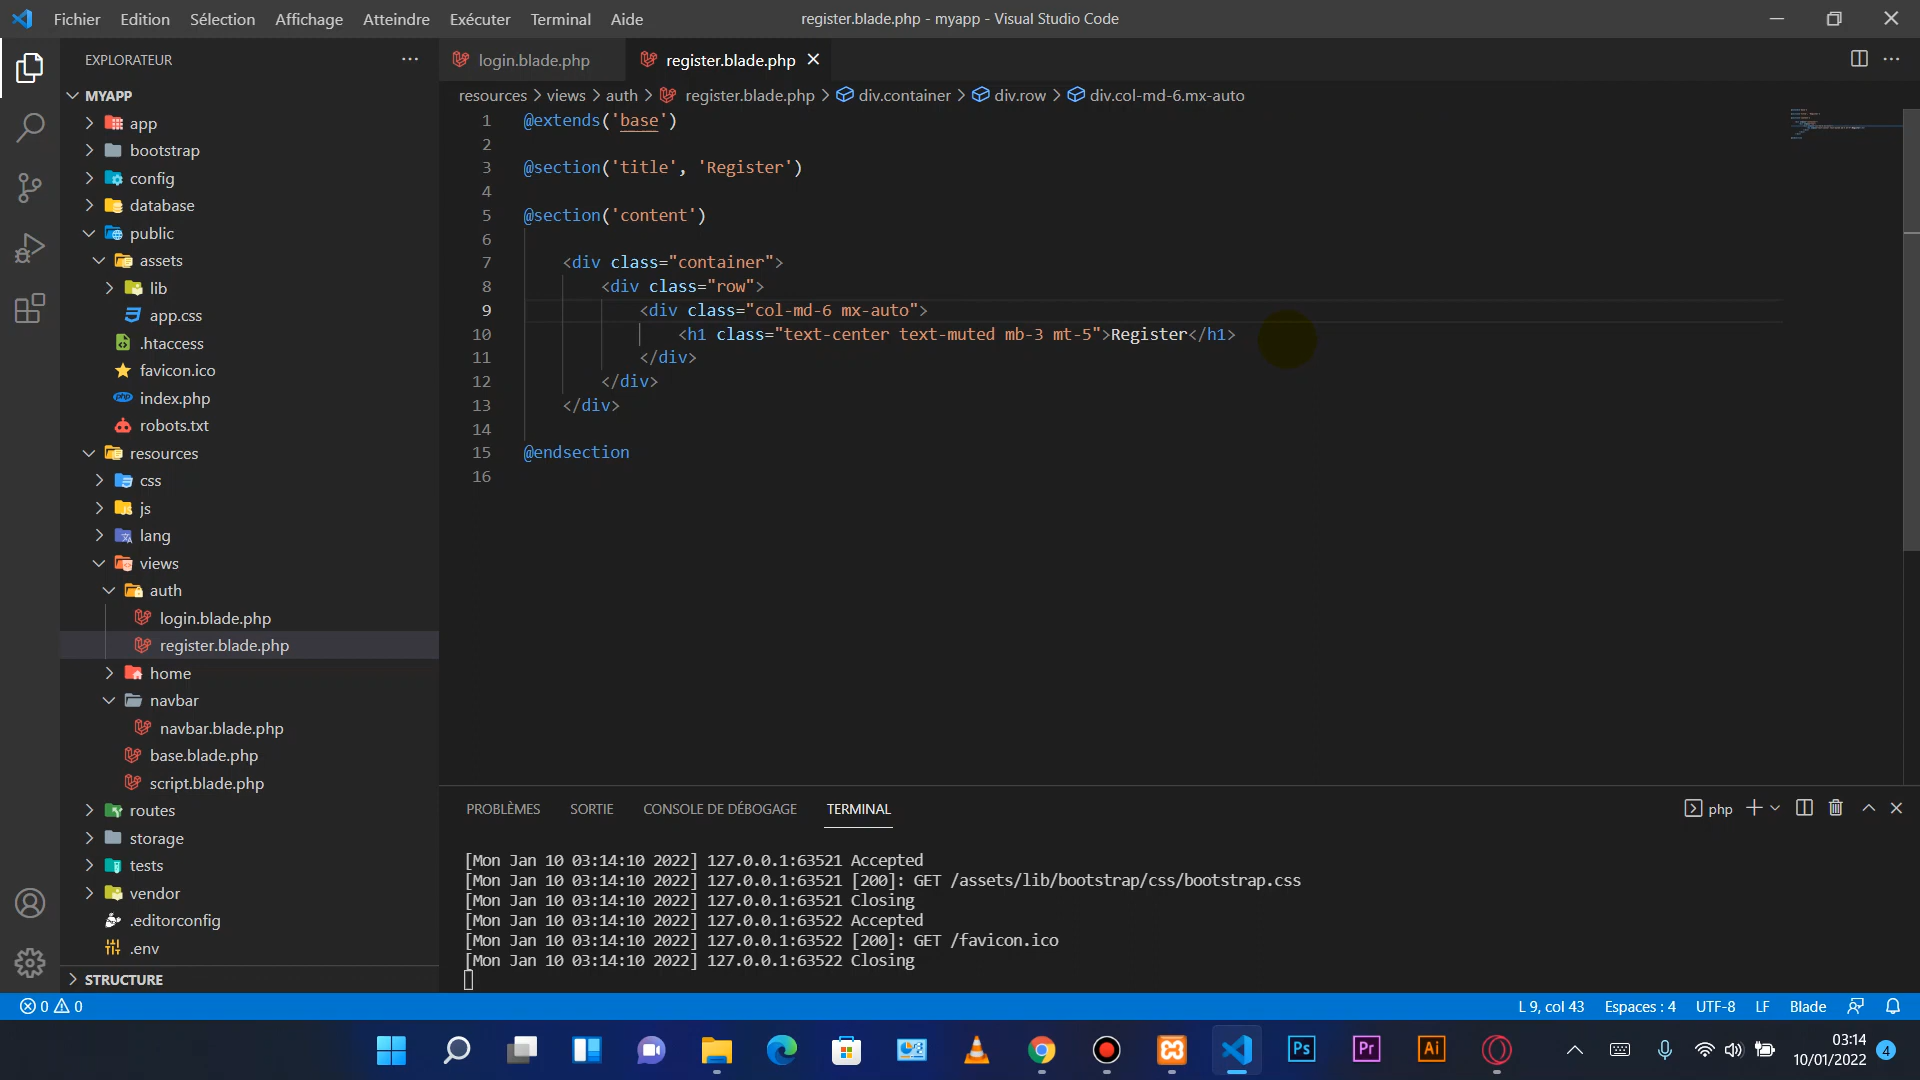 Fichier Edition Sélection Affichage Atteindre Exécuter Terminal Aide
register.blade.php - myapp - Visual Studio Code
EXPLORATEUR
MYAPP
app
bootstrap
config
database
public
assets
lib
app.css
.htaccess
favicon.ico
index.php
robots.txt
resources
css
js
lang
views
auth
login.blade.php
register.blade.php
home
navbar
navbar.blade.php
base.blade.php
script.blade.php
routes
storage
tests
vendor
.editorconfig
.env
STRUCTURE
login.blade.php
register.blade.php
resources > views > auth > register.blade.php > div.container > div.row > div.col-md-6.mx-auto
1 @extends('base')
2
3 @section('title', 'Register')
4
5 @section('content')
6
7 <div class="container">
8 <div class="row">
9 <div class="col-md-6 mx-auto">
10 <h1 class="text-center text-muted mb-3 mt-5">Register</h1>
11 </div>
12 </div>
13 </div>
14
15 @endsection
16
PROBLÈMES SORTIE CONSOLE DE DÉBOGAGE TERMINAL
php
[Mon Jan 10 03:14:10 2022] 127.0.0.1:63521 Accepted
[Mon Jan 10 03:14:10 2022] 127.0.0.1:63521 [200]: GET /assets/lib/bootstrap/css/bootstrap.css
[Mon Jan 10 03:14:10 2022] 127.0.0.1:63521 Closing
[Mon Jan 10 03:14:10 2022] 127.0.0.1:63522 Accepted
[Mon Jan 10 03:14:10 2022] 127.0.0.1:63522 [200]: GET /favicon.ico
[Mon Jan 10 03:14:10 2022] 127.0.0.1:63522 Closing
0 0
L 9, col 43 Espaces : 4 UTF-8 LF Blade
Ps Pr Ai
03:14
10/01/2022
4